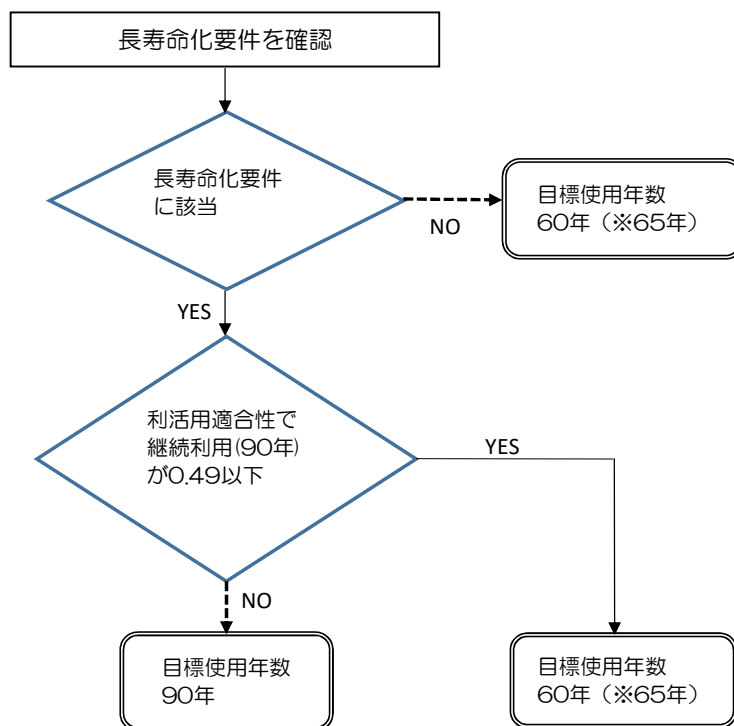 長寿命化要件を確認
長寿命化要件
に該当
NO
目標使用年数
60年（※65年）
YES
利活用適合性で
継続利用(90年)
が0.49以下
YES
NO
目標使用年数
90年
目標使用年数
60年（※65年）